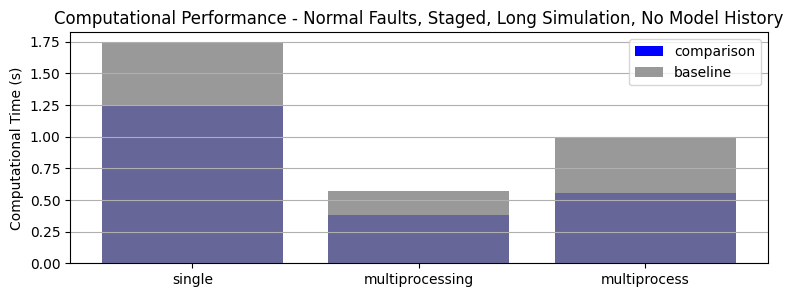 Computational Performance - Normal Faults, Staged, Long Simulation, No Model History
Computational Time (s)
1.75
1.50
1.25
1.00
0.75
0.50
0.25
0.00
comparison
baseline
single
multiprocessing
multiprocess